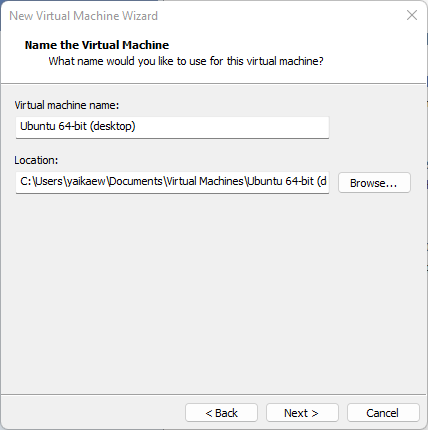 New Virtual Machine Wizard
Name the Virtual Machine
What name would you like to use for this virtual machine?
Virtual machine name:
Ubuntu 64-bit (desktop)
Location:
C:\Users\yaikaew\Documents\Virtual Machines\Ubuntu 64-bit (d
Browse...
< Back
Next >
Cancel